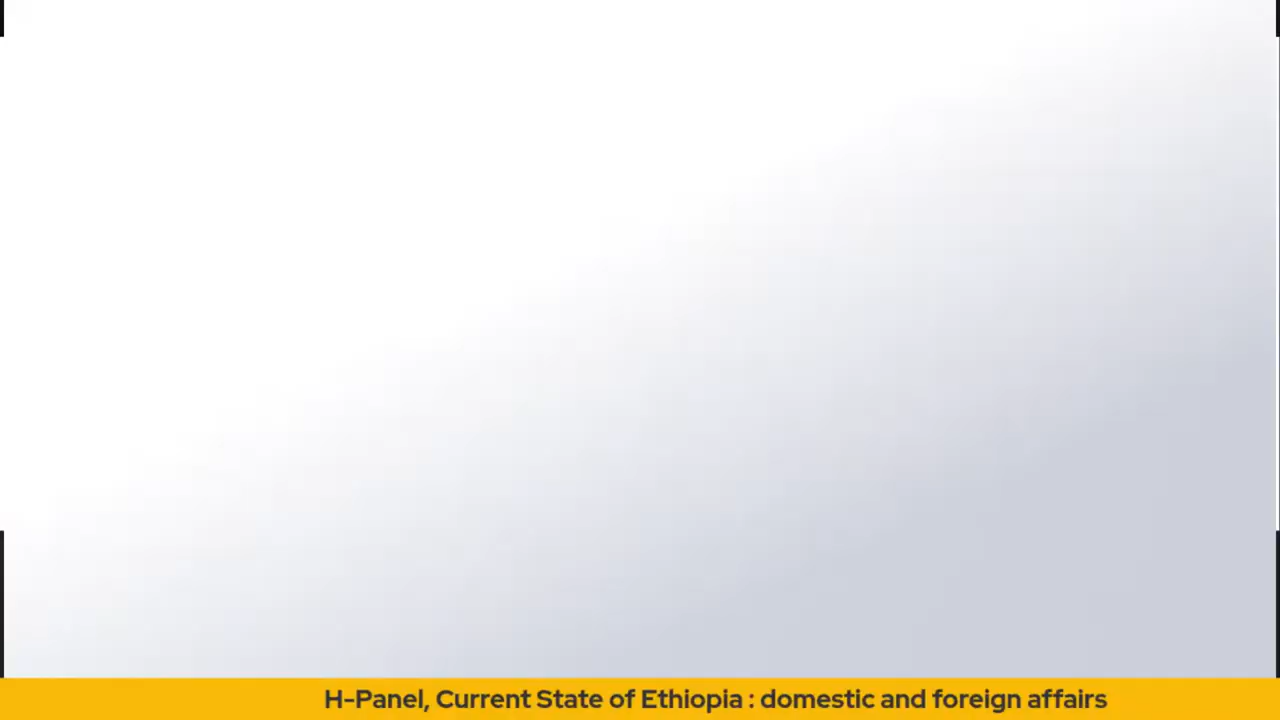 H-Panel, Current State of Ethiopia : domestic and foreign affairs